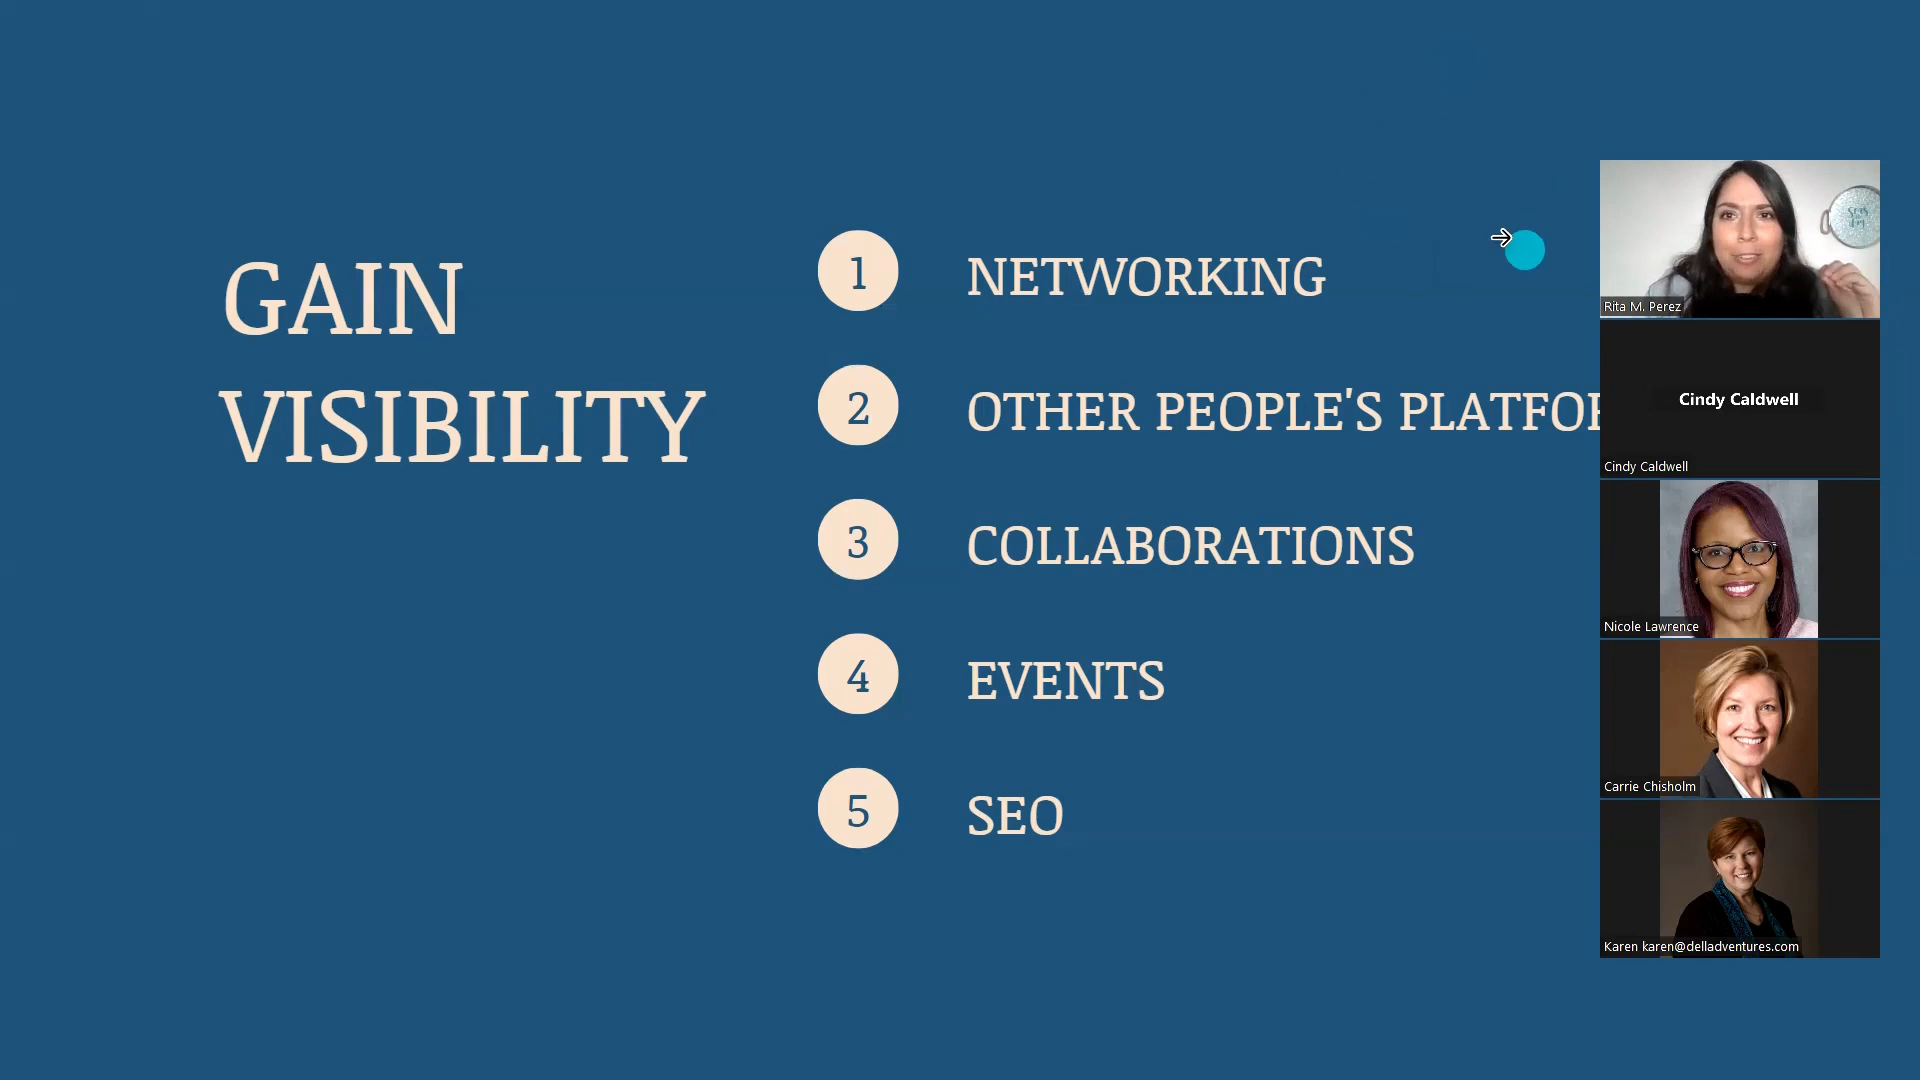 GAIN
VISIBILITY
1 NETWORKING
2 OTHER PEOPLE'S PLATFOR
3 COLLABORATIONS
4 EVENTS
5 SEO
Rita M. Perez
Cindy Caldwell
Cindy Caldwell
Nicole Lawrence
Carrie Chisholm
Karen karen@delladventures.com